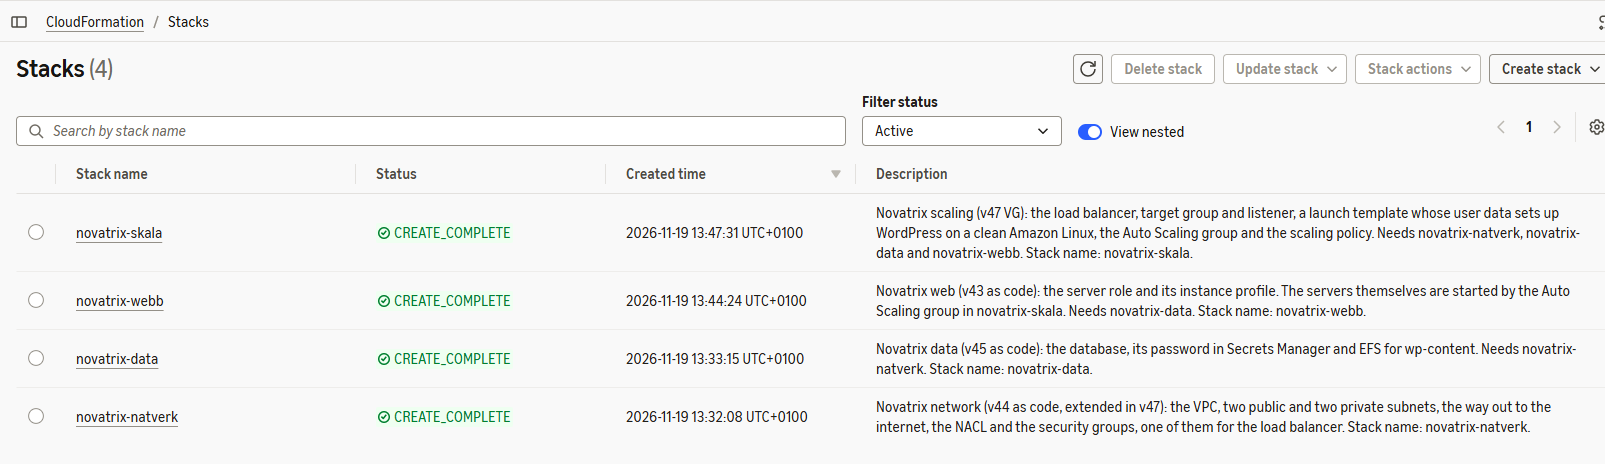 CloudFormation / Stacks
Stacks (4)
Delete stack
Update stack
Stack actions
Create stack
Filter status
Search by stack name
Active
View nested
1
Stack name
Status
Created time
Description
novatrix-skala
CREATE_COMPLETE
2026-11-19 13:47:31 UTC+0100
Novatrix scaling (v47 VG): the load balancer, target group and listener, a launch template whose user data sets up
WordPress on a clean Amazon Linux, the Auto Scaling group and the scaling policy. Needs novatrix-natverk, novatrix-
data and novatrix-webb. Stack name: novatrix-skala.
novatrix-webb
CREATE_COMPLETE
2026-11-19 13:44:24 UTC+0100
Novatrix web (v43 as code): the server role and its instance profile. The servers themselves are started by the Auto
Scaling group in novatrix-skala. Needs novatrix-data. Stack name: novatrix-webb.
novatrix-data
CREATE_COMPLETE
2026-11-19 13:33:15 UTC+0100
Novatrix data (v45 as code): the database, its password in Secrets Manager and EFS for wp-content. Needs novatrix-
natverk. Stack name: novatrix-data.
novatrix-natverk
CREATE_COMPLETE
2026-11-19 13:32:08 UTC+0100
Novatrix network (v44 as code, extended in v47): the VPC, two public and two private subnets, the way out to the
internet, the NACL and the security groups, one of them for the load balancer. Stack name: novatrix-natverk.